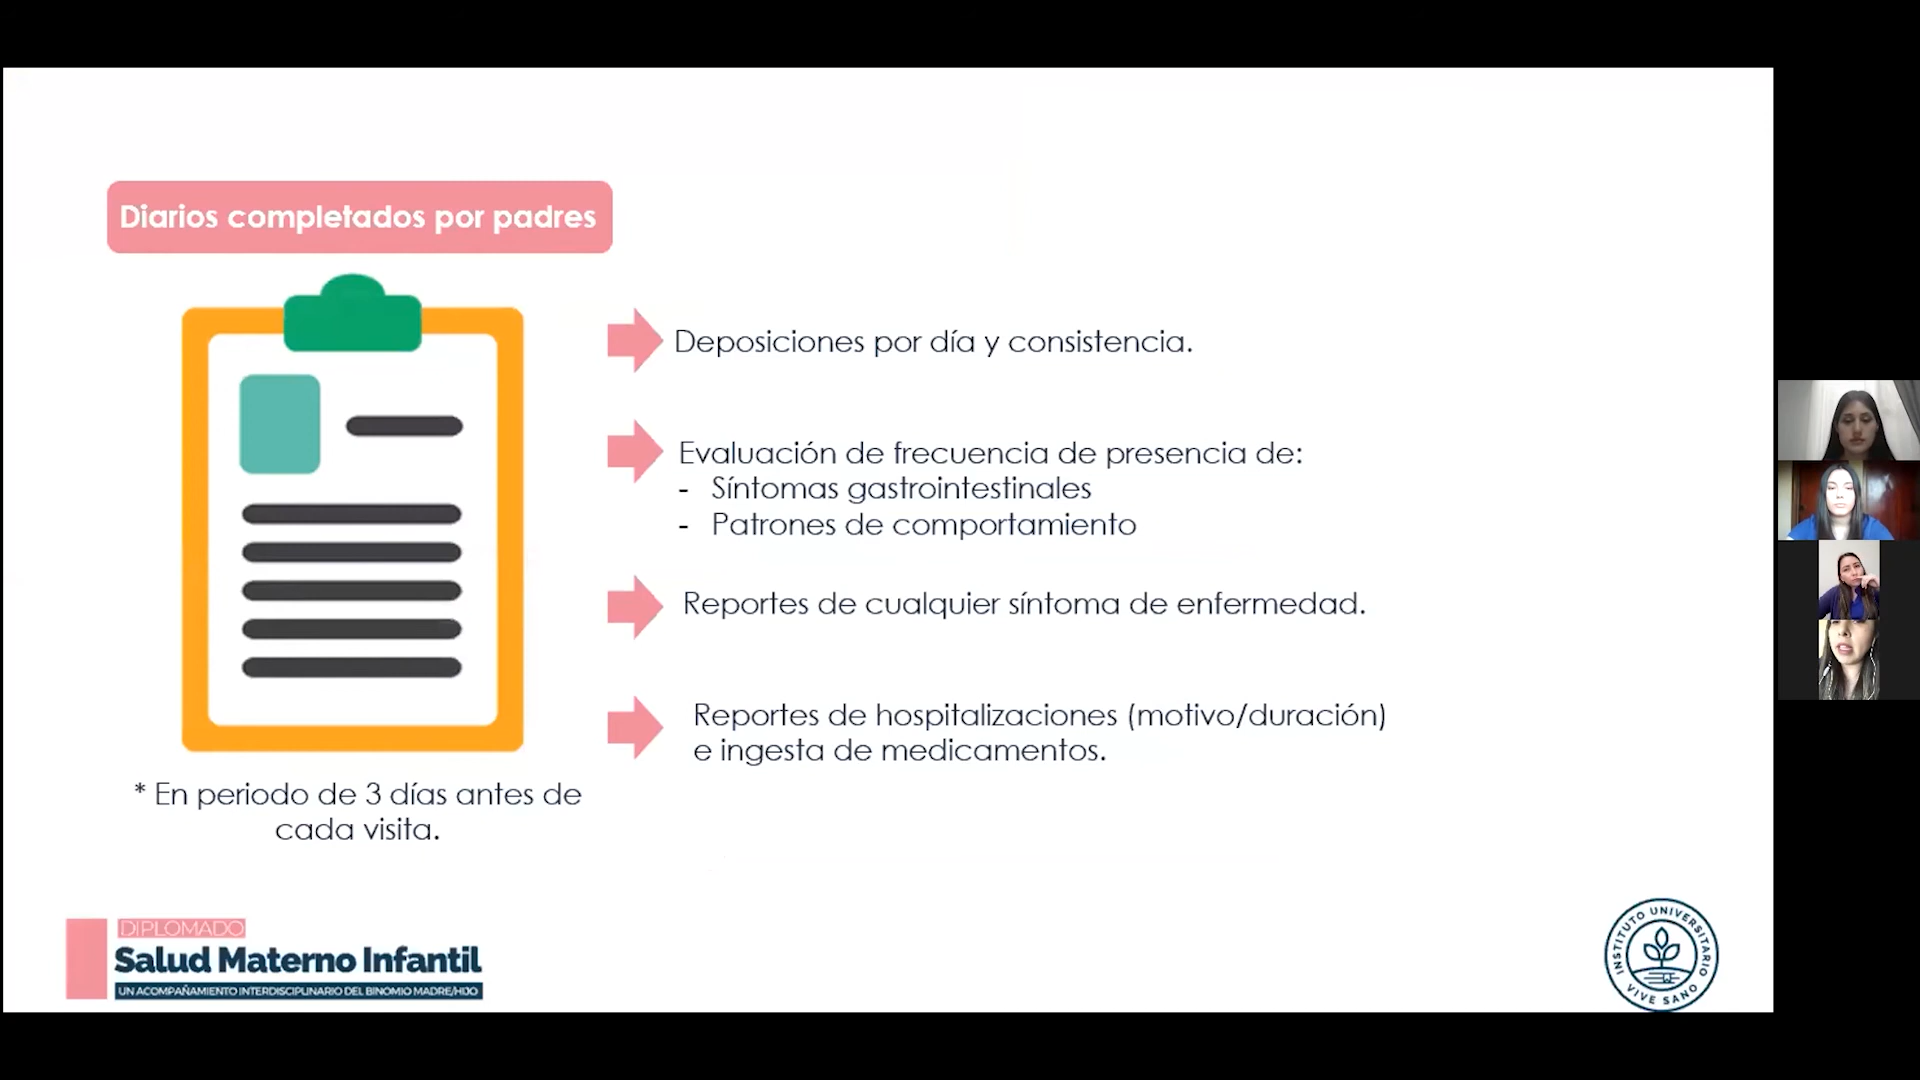 Diarios completados por padres
Deposiciones por día y consistencia.
Evaluación de frecuencia de presencia de:
- Síntomas gastrointestinales
- Patrones de comportamiento
Reportes de cualquier síntoma de enfermedad.
Reportes de hospitalizaciones (motivo/duración)
e ingesta de medicamentos.
* En periodo de 3 días antes de
cada visita.
DIPLOMADO
Salud Materno Infantil
UN ACOMPAÑAMIENTO INTERDISCIPLINARIO DEL BINOMIO MADRE/HIJO
INSTITUTO UNIVERSITARIO
VIVE SANO